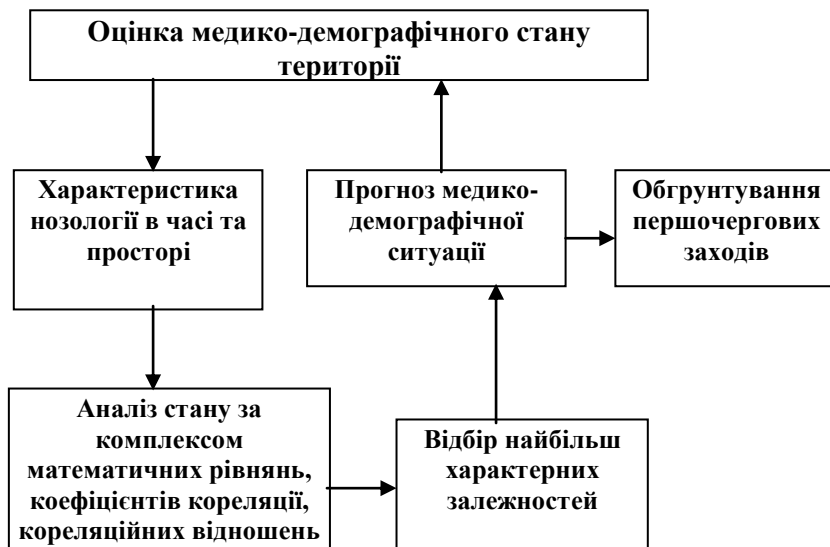 Оцінка медико-демографічного стану
території
Характеристика
нозології в часі та
просторі
Прогноз медико-
демографічної
ситуації
Обгрунтування
першочергових
заходів
Аналіз стану за
комплексом
математичних рівнянь,
коефіцієнтів кореляції,
кореляційних відношень
Відбір найбільш
характерних
залежностей